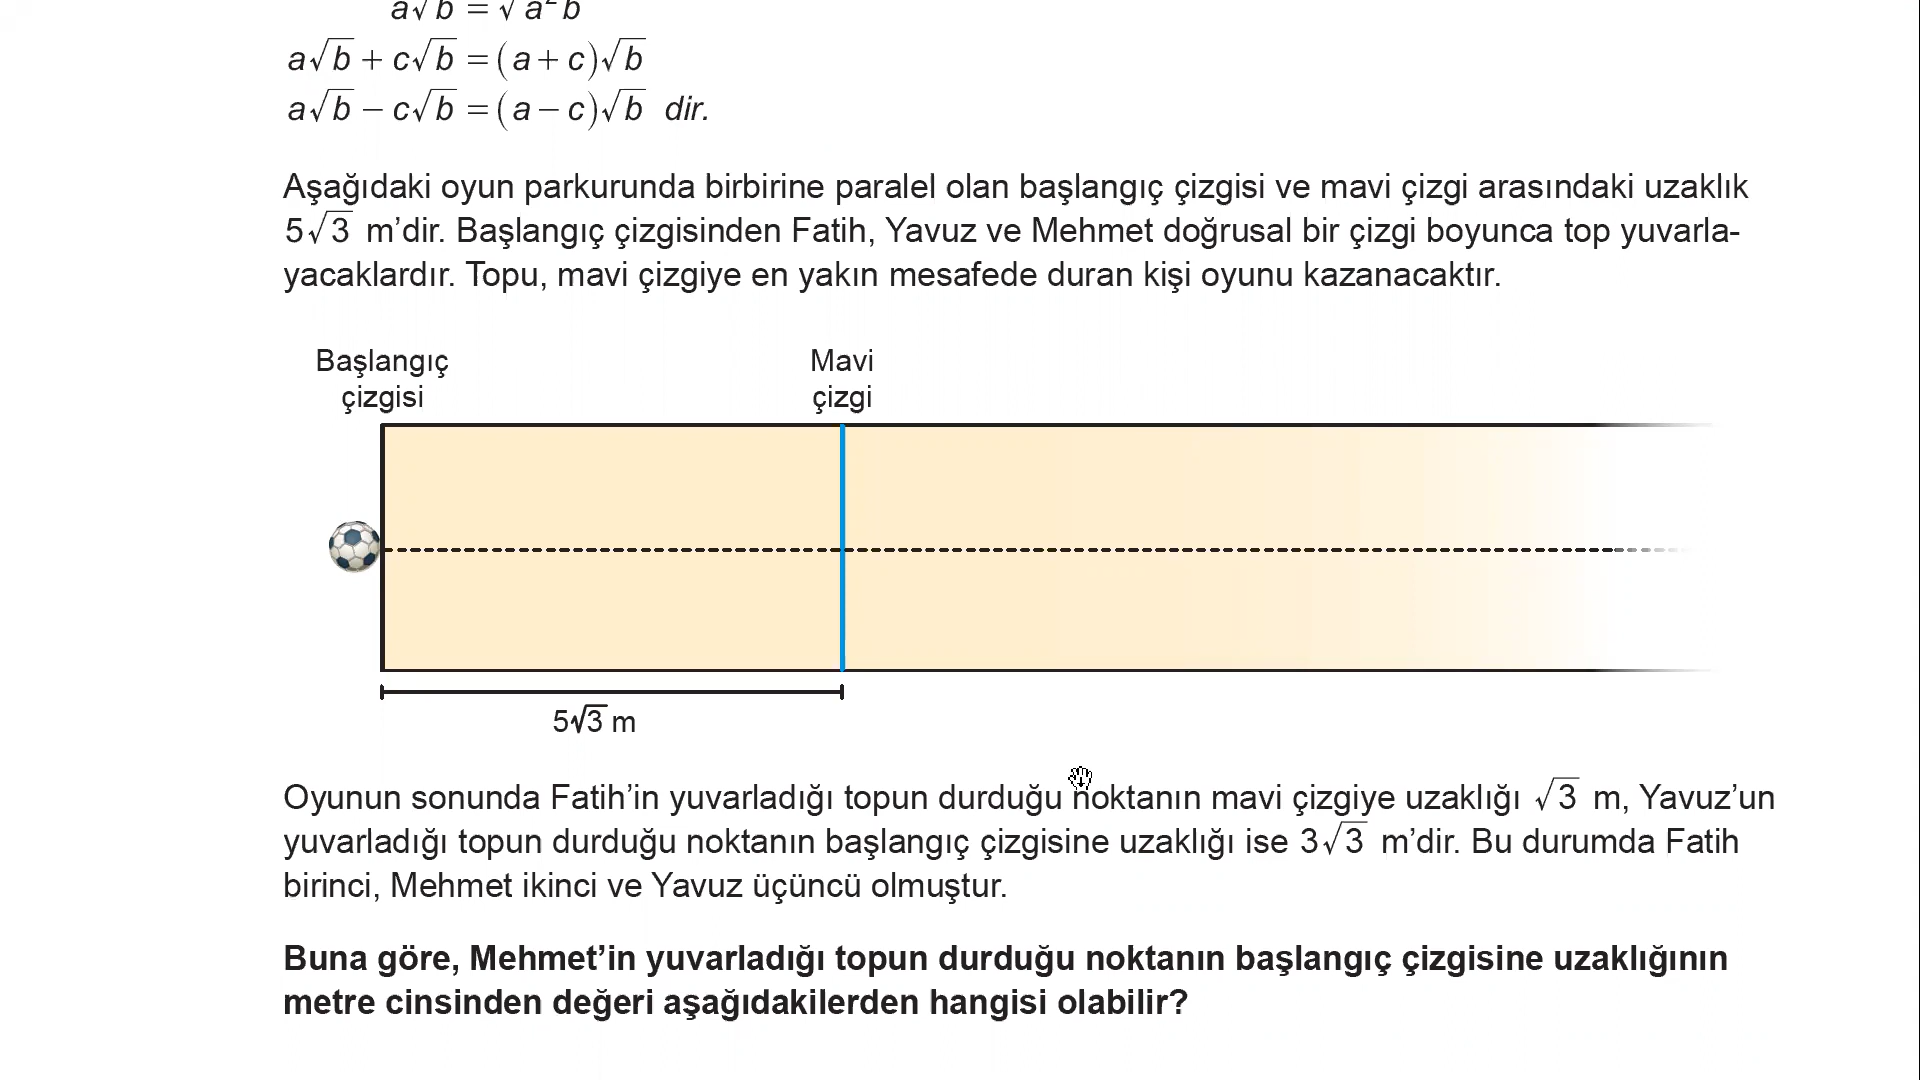 a√b = √a²b
a√b + c√b = (a + c)√b
a√b − c√b = (a − c)√b dir.
Aşağıdaki oyun parkurunda birbirine paralel olan başlangıç çizgisi ve mavi çizgi arasındaki uzaklık
5√3 m’dir. Başlangıç çizgisinden Fatih, Yavuz ve Mehmet doğrusal bir çizgi boyunca top yuvarla-
yacaklardır. Topu, mavi çizgiye en yakın mesafede duran kişi oyunu kazanacaktır.
Başlangıç
çizgisi
Mavi
çizgi
5√3 m
Oyunun sonunda Fatih’in yuvarladığı topun durduğu noktanın mavi çizgiye uzaklığı √3 m, Yavuz’un
yuvarladığı topun durduğu noktanın başlangıç çizgisine uzaklığı ise 3√3 m’dir. Bu durumda Fatih
birinci, Mehmet ikinci ve Yavuz üçüncü olmuştur.
Buna göre, Mehmet’in yuvarladığı topun durduğu noktanın başlangıç çizgisine uzaklığının
metre cinsinden değeri aşağıdakilerden hangisi olabilir?